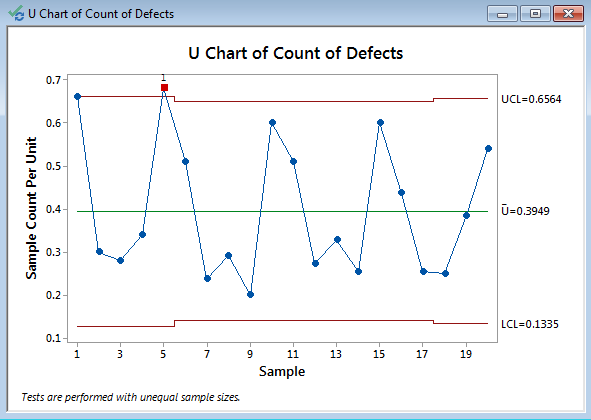 U Chart of Count of Defects
U Chart of Count of Defects
Sample Count Per Unit
0.7
0.6
0.5
0.4
0.3
0.2
0.1
1
UCL=0.6564
U̅=0.3949
LCL=0.1335
1 3 5 7 9 11 13 15 17 19
Sample
Tests are performed with unequal sample sizes.